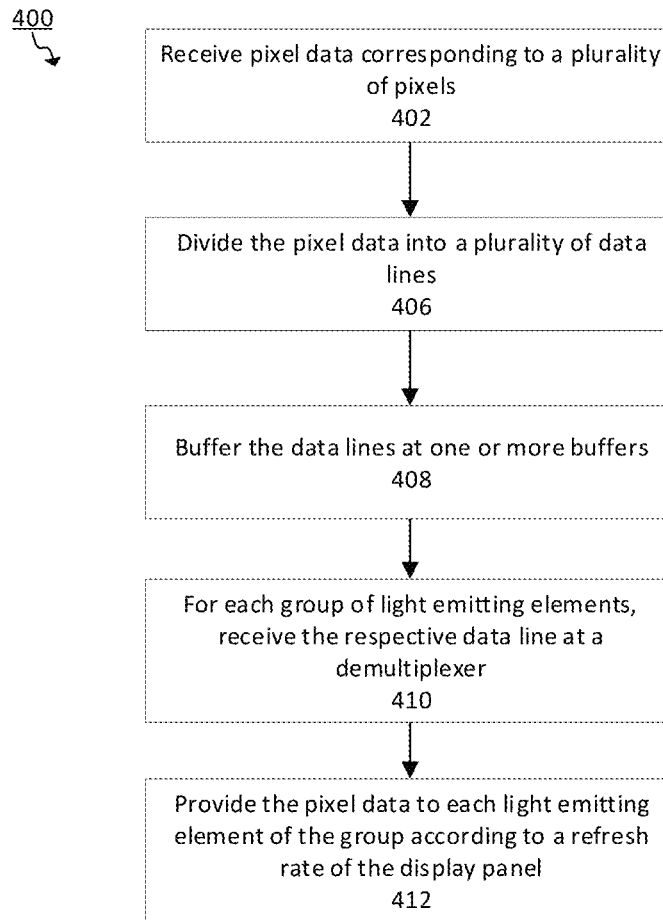 400
Receive pixel data corresponding to a plurality
of pixels
402
Divide the pixel data into a plurality of data
lines
406
Buffer the data lines at one or more buffers
408
For each group of light emitting elements,
receive the respective data line at a
demultiplexer
410
Provide the pixel data to each light emitting
element of the group according to a refresh
rate of the display panel
412